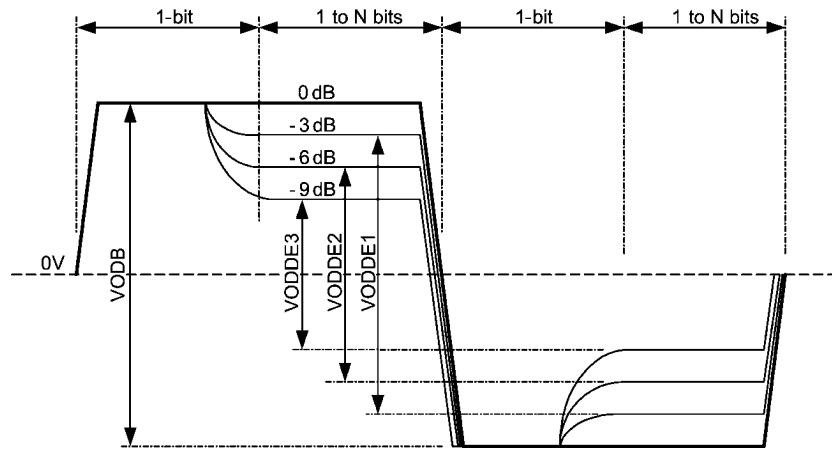 1-bit
1 to N bits
1-bit
1 to N bits
0 dB
- 3 dB
- 6 dB
- 9 dB
0V
VODB
VODDE3
VODDE2
VODDE1